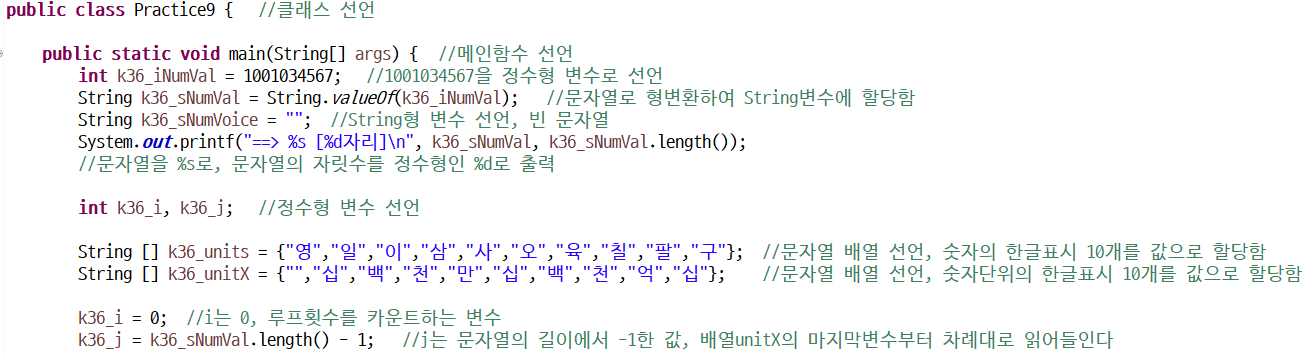 public class Practice9 {  //클래스 선언
public static void main(String[] args) {  //메인함수 선언
int k36_iNumVal = 1001034567;  //1001034567을 정수형 변수로 선언
String k36_sNumVal = String.valueOf(k36_iNumVal);  //문자열로 형변환하여 String변수에 할당함
String k36_sNumVoice = "";  //String형 변수 선언, 빈 문자열
System.out.printf("==> %s [%d자리]\n", k36_sNumVal, k36_sNumVal.length());
//문자열을 %s로, 문자열의 자릿수를 정수형인 %d로 출력
int k36_i, k36_j;  //정수형 변수 선언
String [] k36_units = {"영","일","이","삼","사","오","육","칠","팔","구"};  //문자열 배열 선언, 숫자의 한글표시 10개를 값으로 할당함
String [] k36_unitX = {"","십","백","천","만","십","백","천","억","십"};  //문자열 배열 선언, 숫자단위의 한글표시 10개를 값으로 할당함
k36_i = 0;  //i는 0, 루프횟수를 카운트하는 변수
k36_j = k36_sNumVal.length() - 1;  //j는 문자열의 길이에서 -1한 값, 배열unitX의 마지막변수부터 차례대로 읽어들인다